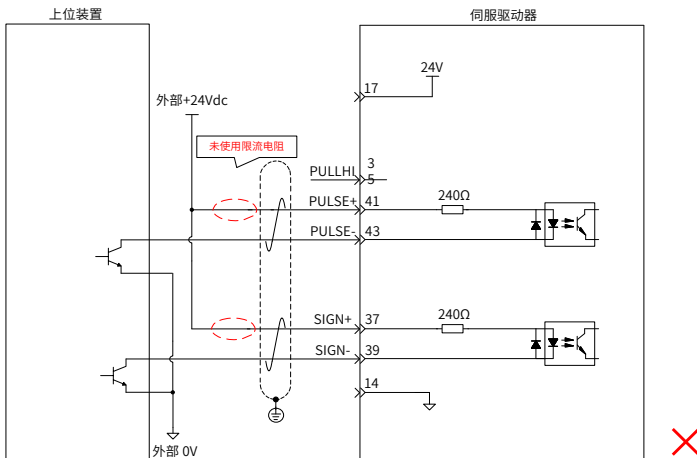 上位装置
伺服驱动器
24V
17
外部+24Vdc
未使用限流电阻
3
PULLHI
5
PULSE+
41
240Ω
PULSE-
43
SIGN+
37
240Ω
SIGN-
39
14
外部 0V